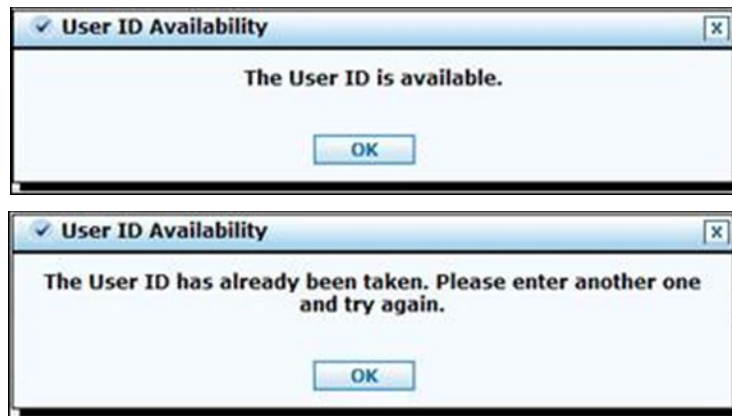 User ID Availability
The User ID is available.
OK
User ID Availability
The User ID has already been taken. Please enter another one
and try again.
OK